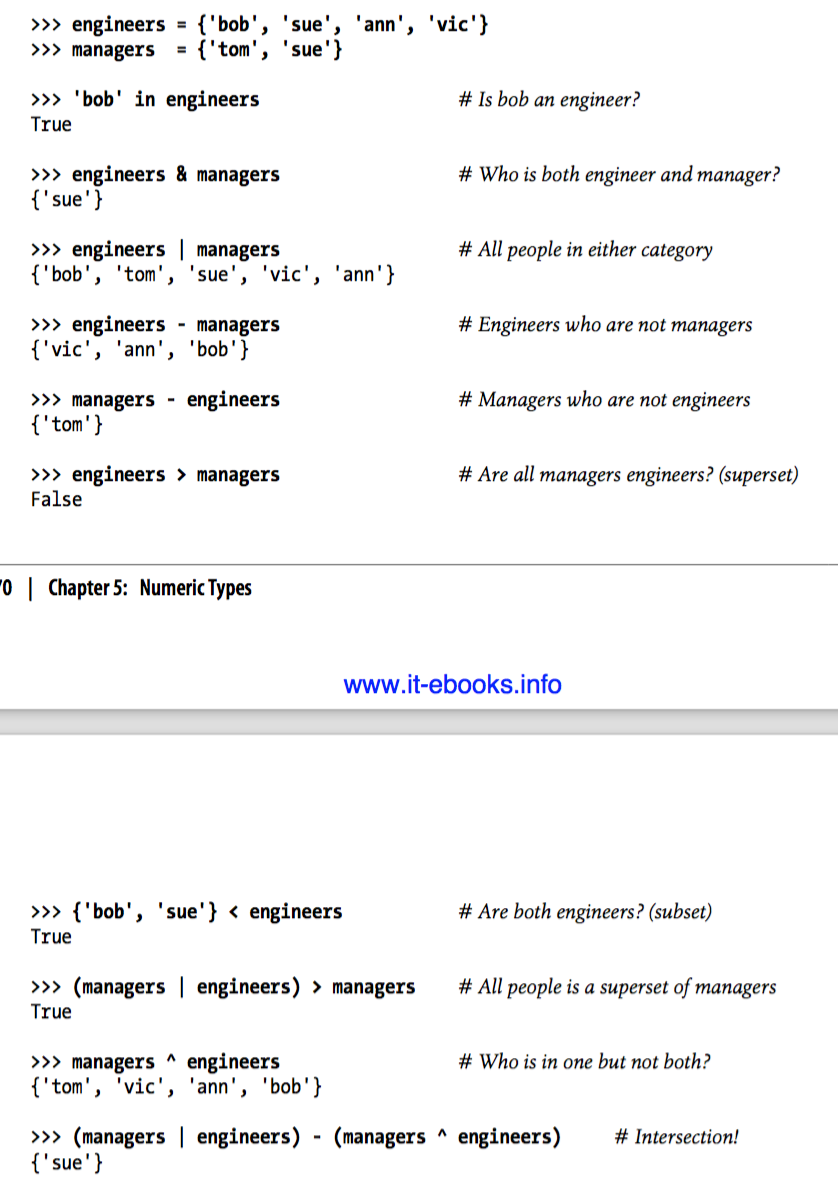 >>> engineers = {'bob', 'sue', 'ann', 'vic'}
>>> managers  = {'tom', 'sue'}
>>> 'bob' in engineers # Is bob an engineer?
True
>>> engineers & managers # Who is both engineer and manager?
{'sue'}
>>> engineers | managers # All people in either category
{'bob', 'tom', 'sue', 'vic', 'ann'}
>>> engineers - managers # Engineers who are not managers
{'vic', 'ann', 'bob'}
>>> managers - engineers # Managers who are not engineers
{'tom'}
>>> engineers > managers # Are all managers engineers? (superset)
False
0 | Chapter 5: Numeric Types
www.it-ebooks.info
>>> {'bob', 'sue'} < engineers # Are both engineers? (subset)
True
>>> (managers | engineers) > managers # All people is a superset of managers
True
>>> managers ^ engineers # Who is in one but not both?
{'tom', 'vic', 'ann', 'bob'}
>>> (managers | engineers) - (managers ^ engineers) # Intersection!
{'sue'}